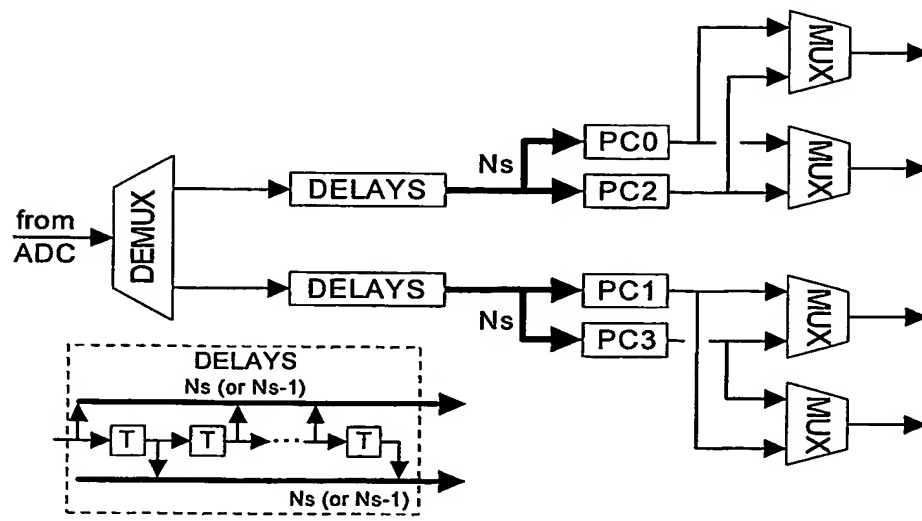 from
ADC
DEMUX
DELAYS
Ns
PC0
PC2
MUX
MUX
DELAYS
Ns
PC1
PC3
MUX
MUX
DELAYS
Ns (or Ns-1)
T
T
T
Ns (or Ns-1)